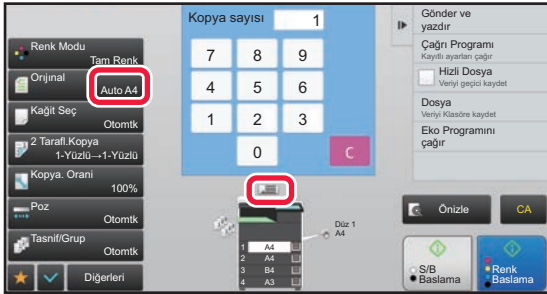 Renk Modu
Tam Renk
Orijinal
Auto A4
Kağit Seç
Otomtk
2 Tarafl.Kopya
1-Yüzlü→1-Yüzlü
Kopya. Orani
100%
Poz
Otomtk
Tasnif/Grup
Otomtk
Diğerleri
Kopya sayısı
1
7 8 9
4 5 6
1 2 3
0 C
1 A4
2 A4
3 B4
4 A3
Düz 1
A4
Gönder ve
yazdır
Çağrı Programı
Kayıtlı ayarları çağır
Hizli Dosya
Veriyi geçici kaydet
Dosya
Veriyi Klasöre kaydet
Eko Programını
çağır
Önizle
CA
S/B
Baslama
Renk
Baslama